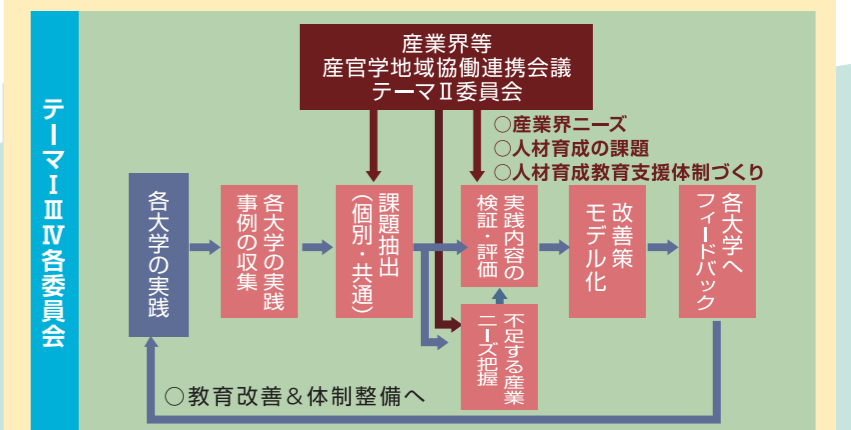 産業界等
産官学地域協働連携会議
テーマⅡ委員会
○産業界ニーズ
○人材育成の課題
○人材育成教育支援体制づくり
テーマⅠⅢⅣ各委員会
各大学の実践
各大学の実践
事例の収集
課題抽出
（個別・共通）
実践内容の
検証・評価
改善策
モデル化
各大学へ
フィードバック
不足する産業
ニーズ把握
○教育改善＆体制整備へ